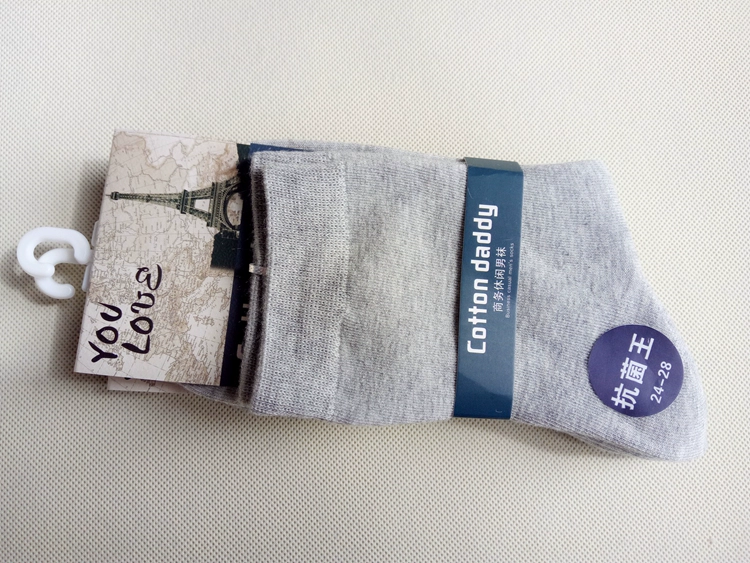 YOU
LOVE
Cotton daddy
商务休闲男袜
Business casual men's socks
抗菌王
24-28